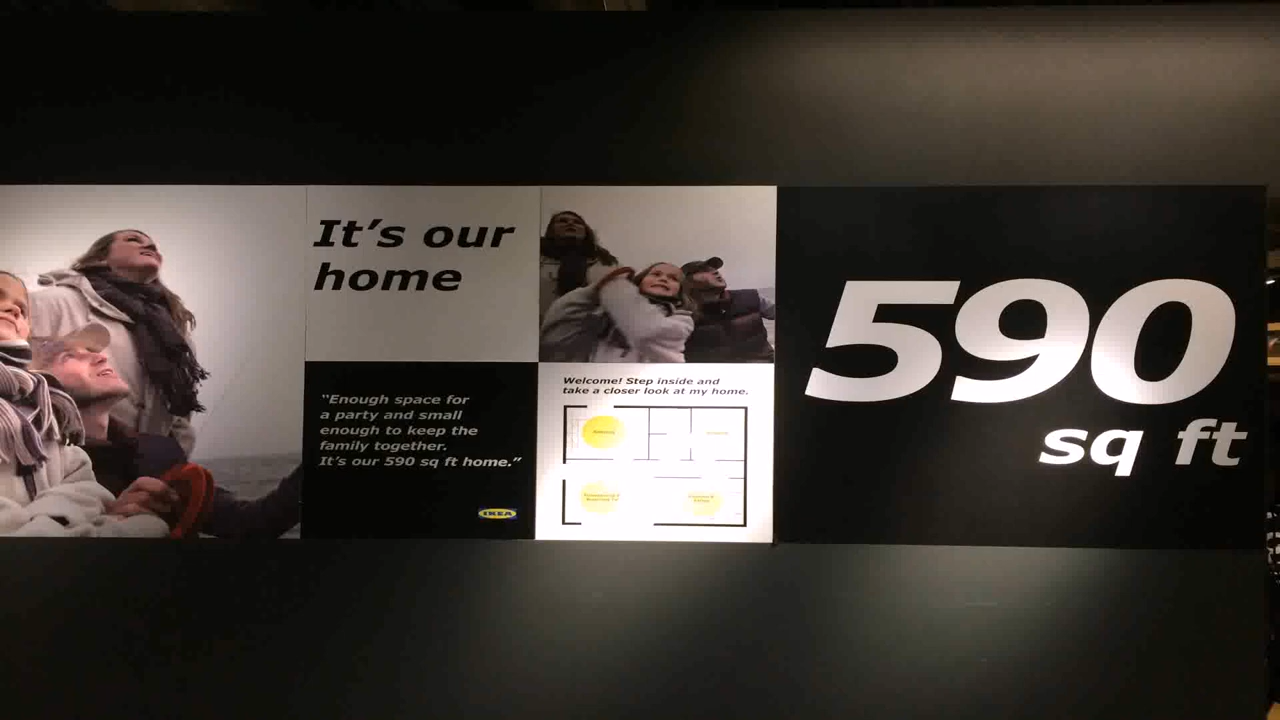 It's our
home
"Enough space for
a party and small
enough to keep the
family together.
It's our 590 sq ft home."
IKEA
Welcome! Step inside and
take a closer look at my home.
590
sq ft